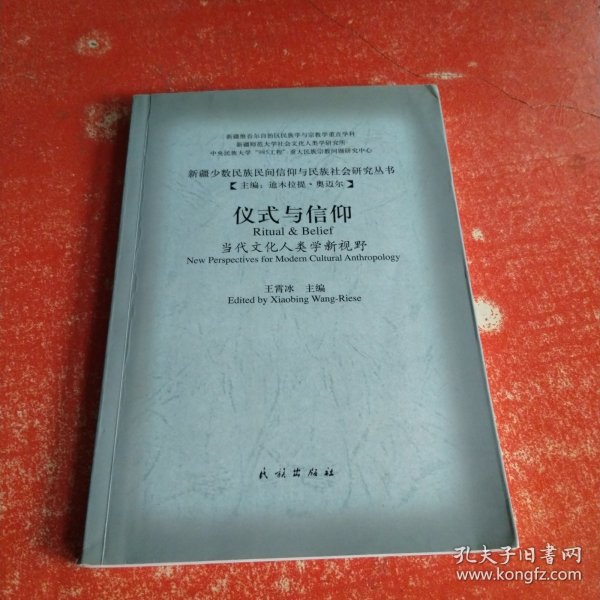 新疆维吾尔自治区民族学与宗教学重点学科
新疆师范大学社会文化人类学研究所
中央民族大学“985工程”重大民族宗教问题研究中心
新疆少数民族民间信仰与民族社会研究丛书
【主编：迪木拉提·奥迈尔】
仪式与信仰
Ritual & Belief
当代文化人类学新视野
New Perspectives for Modern Cultural Anthropology
王霄冰 主编
Edited by Xiaobing Wang-Riese
民族出版社
孔夫子旧书网
www.kongfz.com